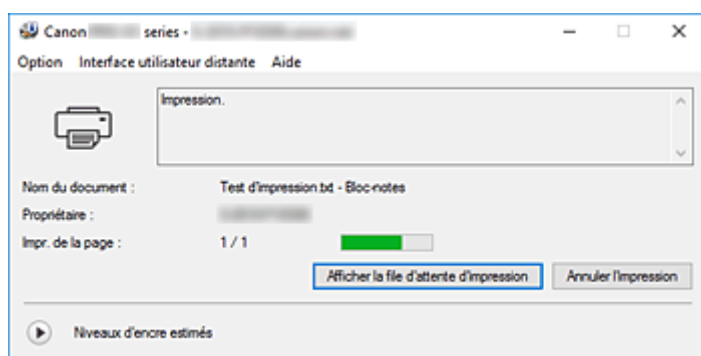 Canon series -
Option Interface utilisateur distante Aide
Impression.
Nom du document : Test d'impression.txt - Bloc-notes
Propriétaire :
Impr. de la page : 1 / 1
Afficher la file d'attente d'impression Annuler l'impression
Niveaux d'encre estimés